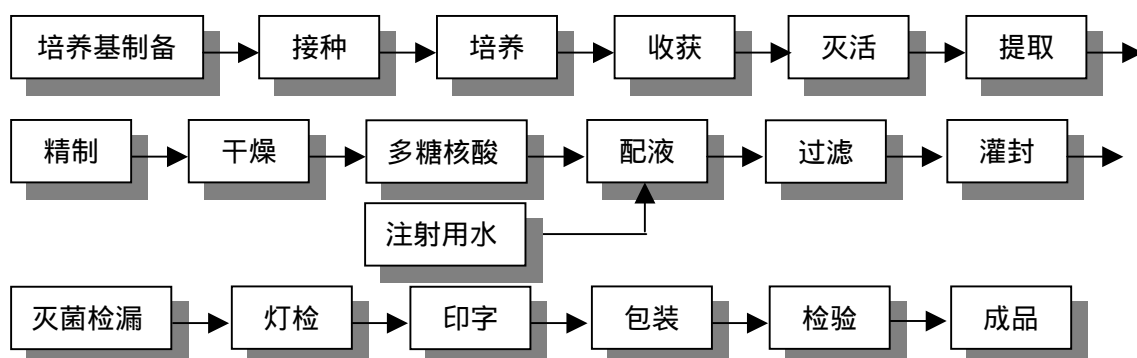 培养基制备 接种 培养 收获 灭活 提取
精制 干燥 多糖核酸 配液 过滤 灌封
注射用水
灭菌检漏 灯检 印字 包装 检验 成品